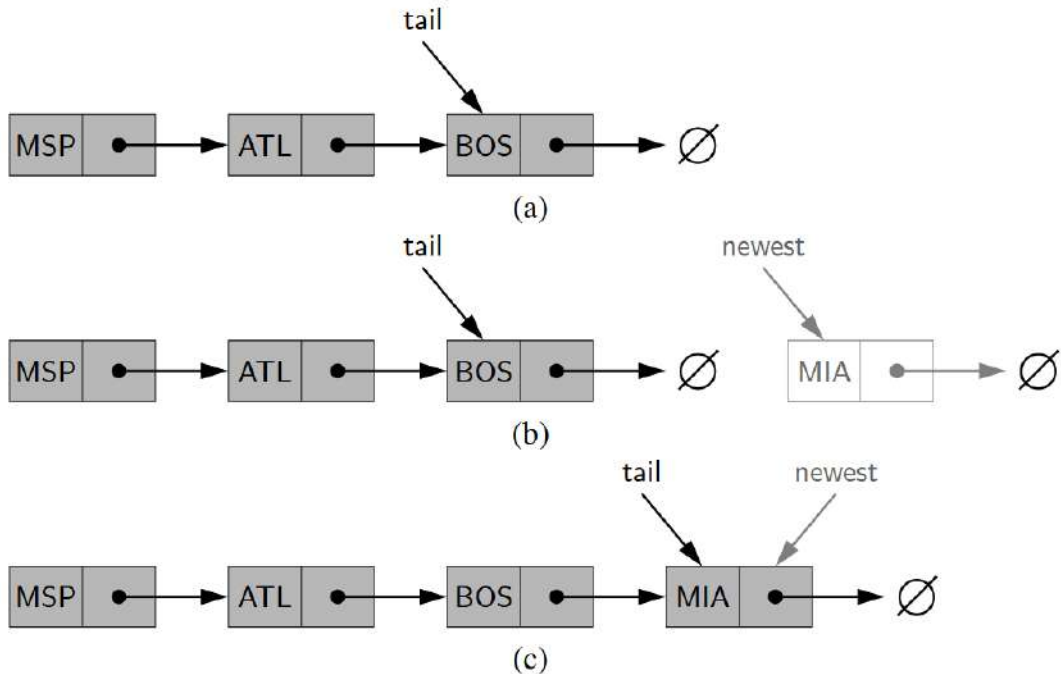 tail
MSP ATL BOS ∅
(a)
tail newest
MSP ATL BOS ∅ MIA ∅
(b)
tail newest
MSP ATL BOS MIA ∅
(c)